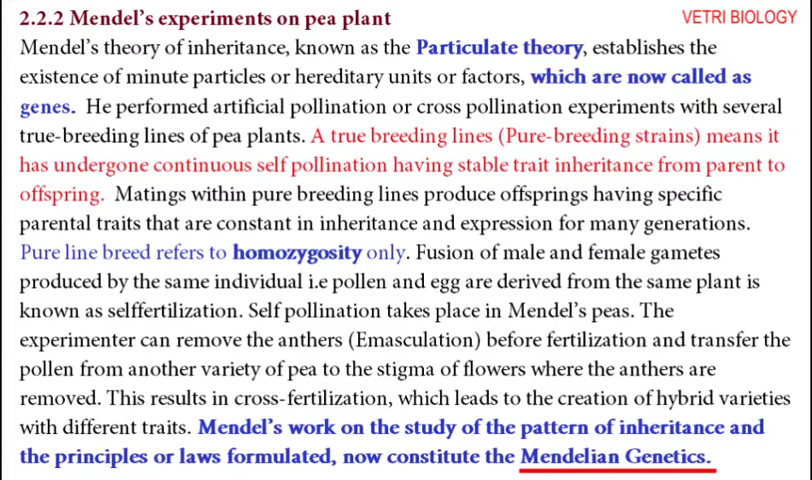 2.2.2 Mendel's experiments on pea plant
VETRI BIOLOGY
Mendel's theory of inheritance, known as the Particulate theory, establishes the
existence of minute particles or hereditary units or factors, which are now called as
genes. He performed artificial pollination or cross pollination experiments with several
true-breeding lines of pea plants. A true breeding lines (Pure-breeding strains) means it
has undergone continuous self pollination having stable trait inheritance from parent to
offspring. Matings within pure breeding lines produce offsprings having specific
parental traits that are constant in inheritance and expression for many generations.
Pure line breed refers to homozygosity only. Fusion of male and female gametes
produced by the same individual i.e pollen and egg are derived from the same plant is
known as selffertilization. Self pollination takes place in Mendel's peas. The
experimenter can remove the anthers (Emasculation) before fertilization and transfer the
pollen from another variety of pea to the stigma of flowers where the anthers are
removed. This results in cross-fertilization, which leads to the creation of hybrid varieties
with different traits. Mendel's work on the study of the pattern of inheritance and
the principles or laws formulated, now constitute the Mendelian Genetics.